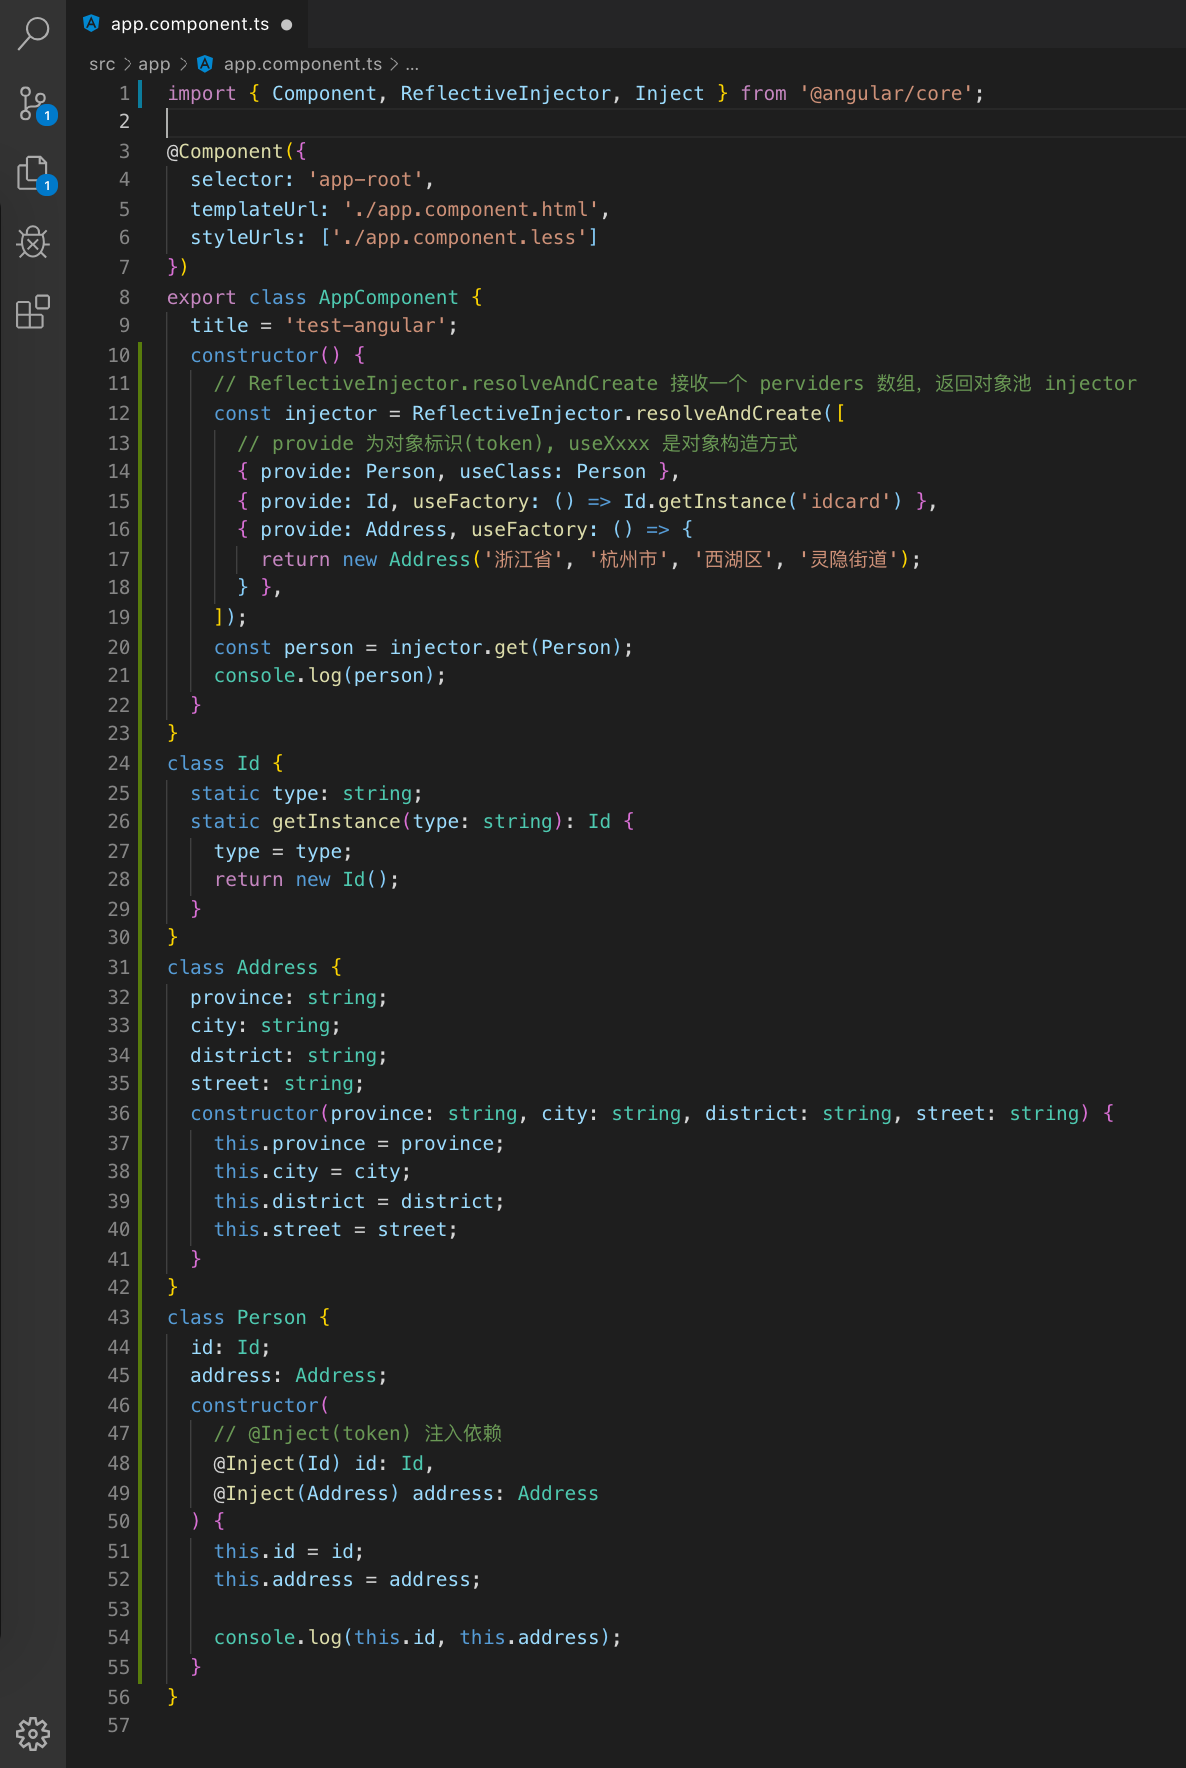 app.component.ts
src > app > app.component.ts > ...
1
1
1 import { Component, ReflectiveInjector, Inject } from '@angular/core';
2
3 @Component({
4   selector: 'app-root',
5   templateUrl: './app.component.html',
6   styleUrls: ['./app.component.less']
7 })
8 export class AppComponent {
9   title = 'test-angular';
10   constructor() {
11     // ReflectiveInjector.resolveAndCreate 接收一个 perviders 数组，返回对象池 injector
12     const injector = ReflectiveInjector.resolveAndCreate([
13       // provide 为对象标识(token), useXxxx 是对象构造方式
14       { provide: Person, useClass: Person },
15       { provide: Id, useFactory: () => Id.getInstance('idcard') },
16       { provide: Address, useFactory: () => {
17         return new Address('浙江省', '杭州市', '西湖区', '灵隐街道');
18       } },
19     ]);
20     const person = injector.get(Person);
21     console.log(person);
22   }
23 }
24 class Id {
25   static type: string;
26   static getInstance(type: string): Id {
27     type = type;
28     return new Id();
29   }
30 }
31 class Address {
32   province: string;
33   city: string;
34   district: string;
35   street: string;
36   constructor(province: string, city: string, district: string, street: string) {
37     this.province = province;
38     this.city = city;
39     this.district = district;
40     this.street = street;
41   }
42 }
43 class Person {
44   id: Id;
45   address: Address;
46   constructor(
47     // @Inject(token) 注入依赖
48     @Inject(Id) id: Id,
49     @Inject(Address) address: Address
50   ) {
51     this.id = id;
52     this.address = address;
53
54     console.log(this.id, this.address);
55   }
56 }
57